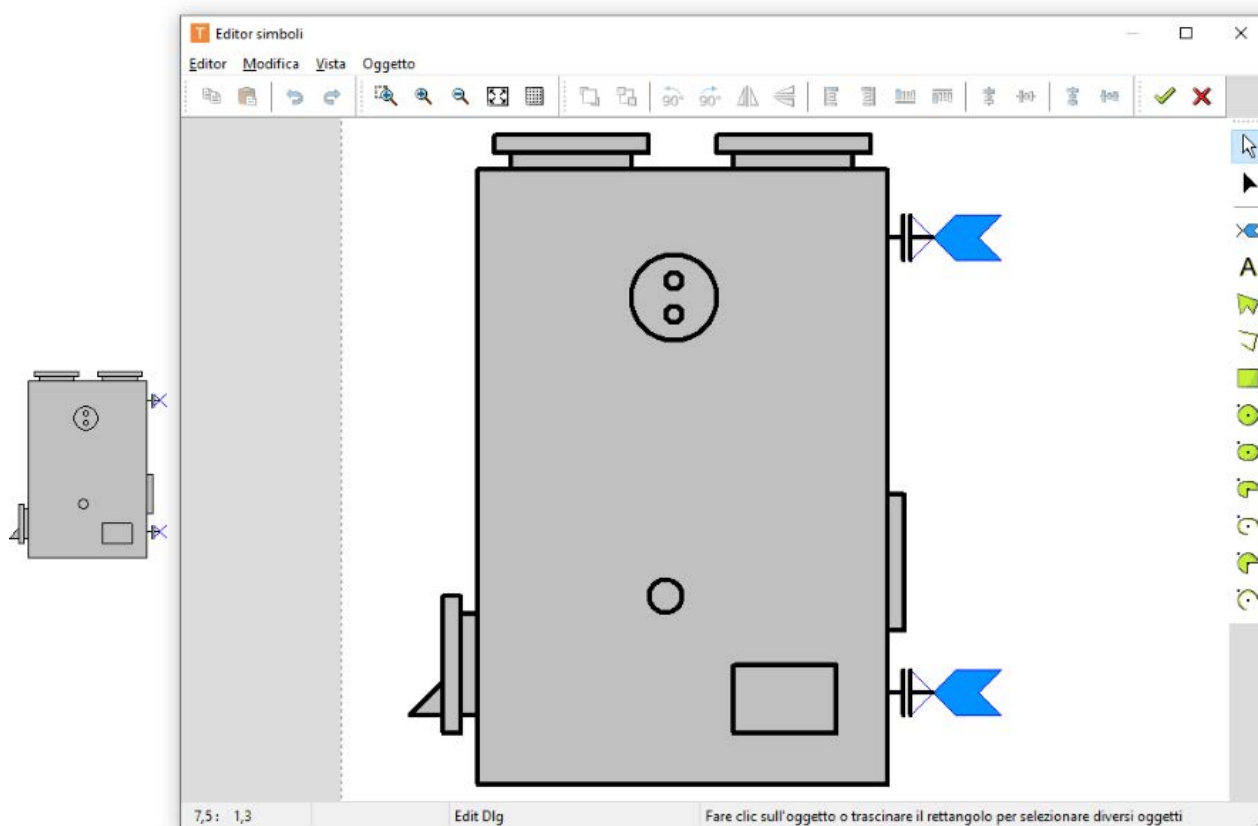 T Editor simboli
Editor Modifica Vista Oggetto
90° 90°
A
7,5 : 1,3 Edit Dlg Fare clic sull'oggetto o trascinare il rettangolo per selezionare diversi oggetti